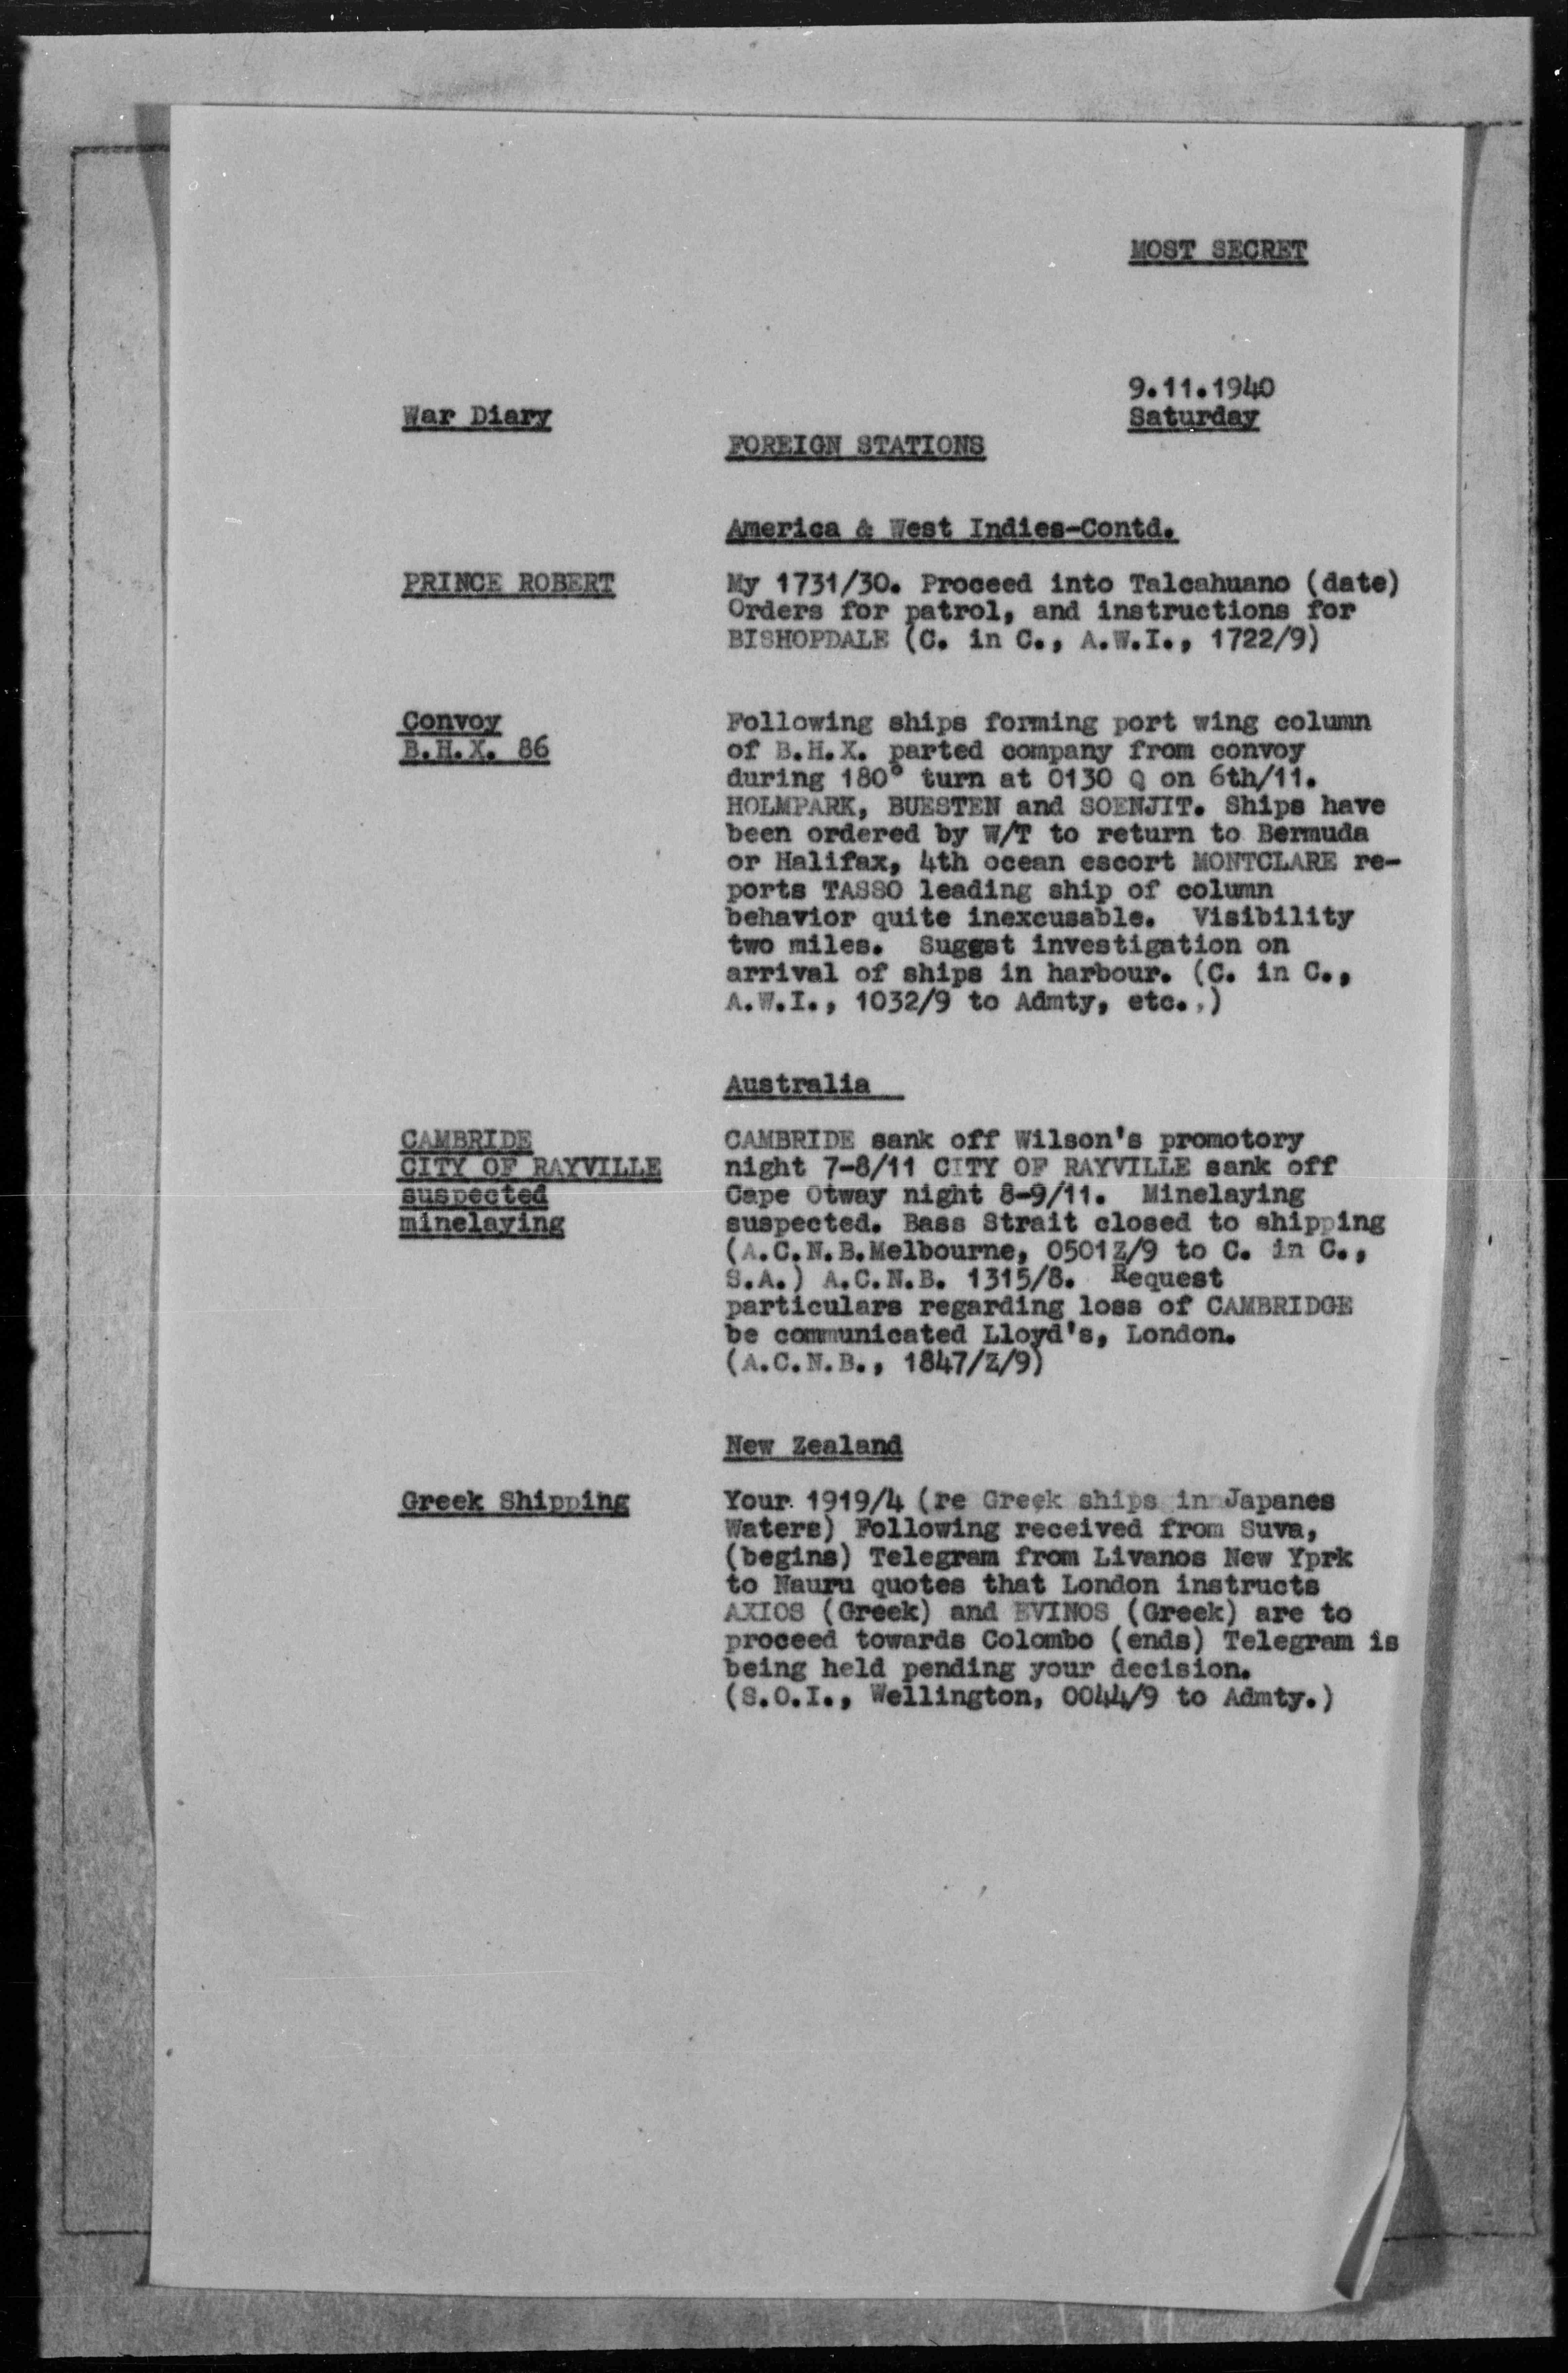 MOST SECRET
9.11.1940
War Diary
Saturday
FOREIGN STATIONS
America & West Indies-Contd.
PRINCE ROBERT
My 1731/30. Proceed into Talcahuano (date)
Orders for patrol, and instructions for
BISHOPDALE (C. in C., A.W.I., 1722/9)
Convoy
B.H.X. 86
Following ships forming port wing column
of B.H.X. parted company from convoy
during 180° turn at 0130 Q on 6th/11.
HOLMPARK, BUESTEN and SOENJIT. Ships have
been ordered by W/T to return to Bermuda
or Halifax, 4th ocean escort MONTCLARE re-
ports TASSO leading ship of column
behavior quite inexcusable. Visibility
two miles. Suggst investigation on
arrival of ships in harbour. (C. in C.,
A.W.I., 1032/9 to Admty, etc.,)
Australia
CAMBRIDE
CITY OF RAYVILLE
suspected
minelaying
CAMBRIDE sank off Wilson's promotory
night 7-8/11 CITY OF RAYVILLE sank off
Cape Otway night 8-9/11. Minelaying
suspected. Bass Strait closed to shipping
(A.C.N.B.Melbourne, 0501Z/9 to C. in C.,
S.A.) A.C.N.B. 1315/8. Request
particulars regarding loss of CAMBRIDGE
be communicated Lloyd's, London.
(A.C.N.B., 1847/Z/9)
New Zealand
Greek Shipping
Your 1919/4 (re Greek ships in Japanes
Waters) Following received from Suva,
(begins) Telegram from Livanos New Yprk
to Nauru quotes that London instructs
AXIOS (Greek) and EVINOS (Greek) are to
proceed towards Colombo (ends) Telegram is
being held pending your decision.
(S.O.I., Wellington, 0044/9 to Admty.)